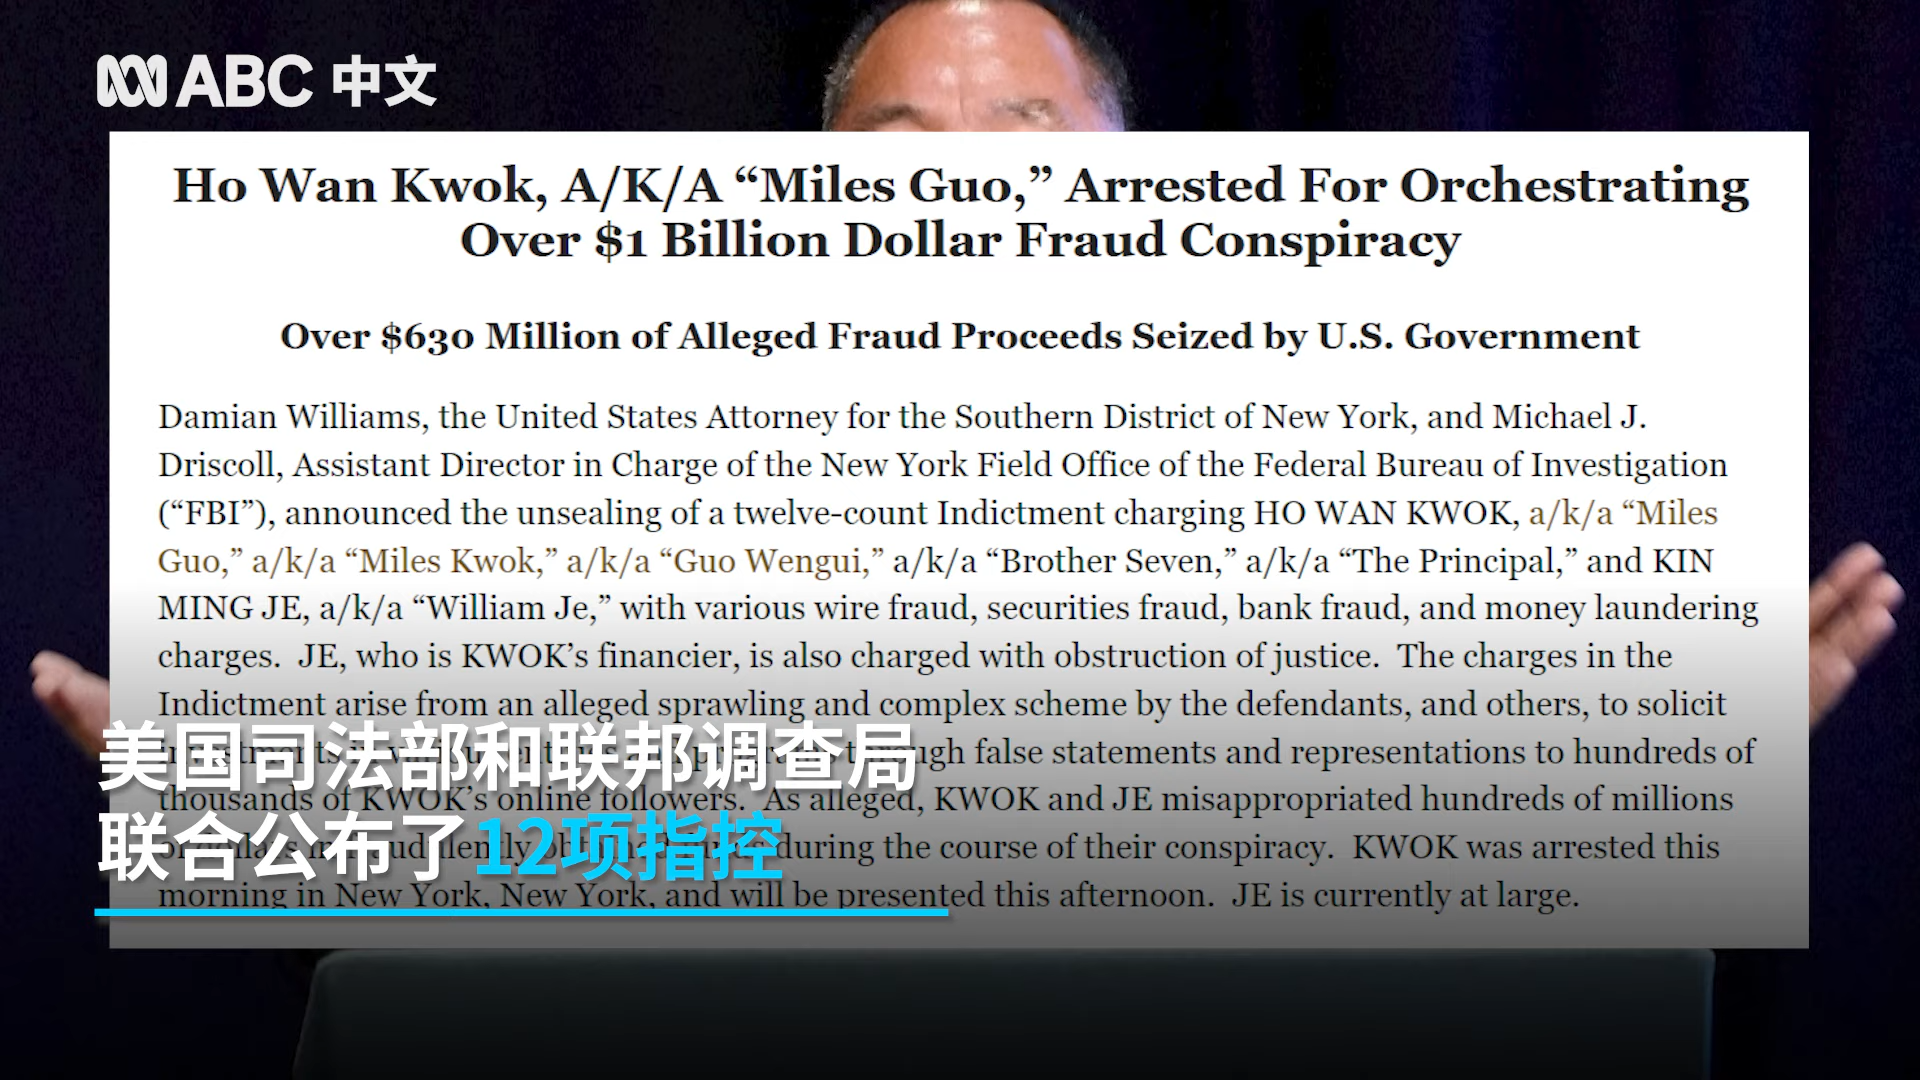 ABC 中文
Ho Wan Kwok, A/K/A “Miles Guo,” Arrested For Orchestrating
Over $1 Billion Dollar Fraud Conspiracy
Over $630 Million of Alleged Fraud Proceeds Seized by U.S. Government
Damian Williams, the United States Attorney for the Southern District of New York, and Michael J.
Driscoll, Assistant Director in Charge of the New York Field Office of the Federal Bureau of Investigation
(“FBI”), announced the unsealing of a twelve-count Indictment charging HO WAN KWOK, a/k/a “Miles
Guo,” a/k/a “Miles Kwok,” a/k/a “Guo Wengui,” a/k/a “Brother Seven,” a/k/a “The Principal,” and KIN
MING JE, a/k/a “William Je,” with various wire fraud, securities fraud, bank fraud, and money laundering
charges.  JE, who is KWOK’s financier, is also charged with obstruction of justice.  The charges in the
Indictment arise from an alleged sprawling and complex scheme by the defendants, and others, to solicit
through false statements and representations to hundreds of
thousands of KWOK’s online followers.  As alleged, KWOK and JE misappropriated hundreds of millions
during the course of their conspiracy.  KWOK was arrested this
morning in New York, New York, and will be presented this afternoon.  JE is currently at large.
美国司法部和联邦调查局
联合公布了12项指控